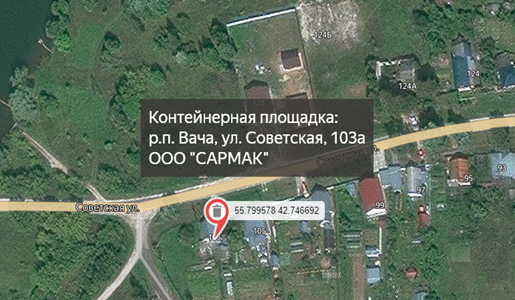 124Б
124
124А
Контейнерная площадка:
р.п. Вача, ул. Советская, 103а
ООО "САРМАК"
93
95
97
99
Советская ул.
55.799578 42.746692
105